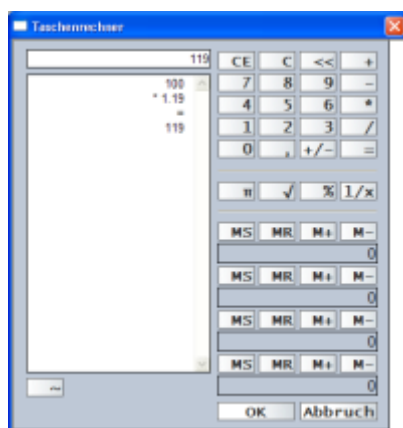 Taschenrechner
119
100
* 1.19
=
119
CE C << +
7 8 9 -
4 5 6 *
1 2 3 /
0 , +/- =
π √ % 1/x
MS MR M+ M-
0
MS MR M+ M-
0
MS MR M+ M-
0
MS MR M+ M-
0
OK Abbruch